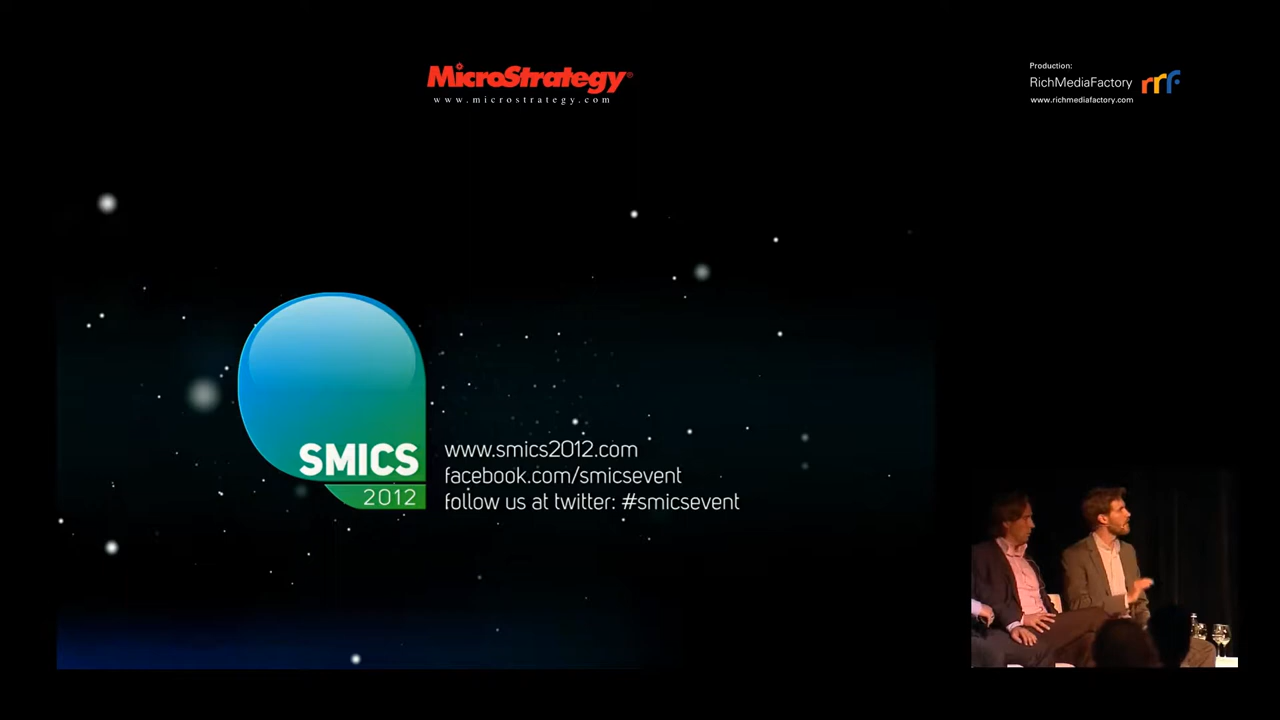 MicroStrategy®
www.microstrategy.com
Production:
RichMediaFactory
rrf
www.richmediafactory.com
SMICS
2012
www.smics2012.com
facebook.com/smicsevent
follow us at twitter: #smicsevent